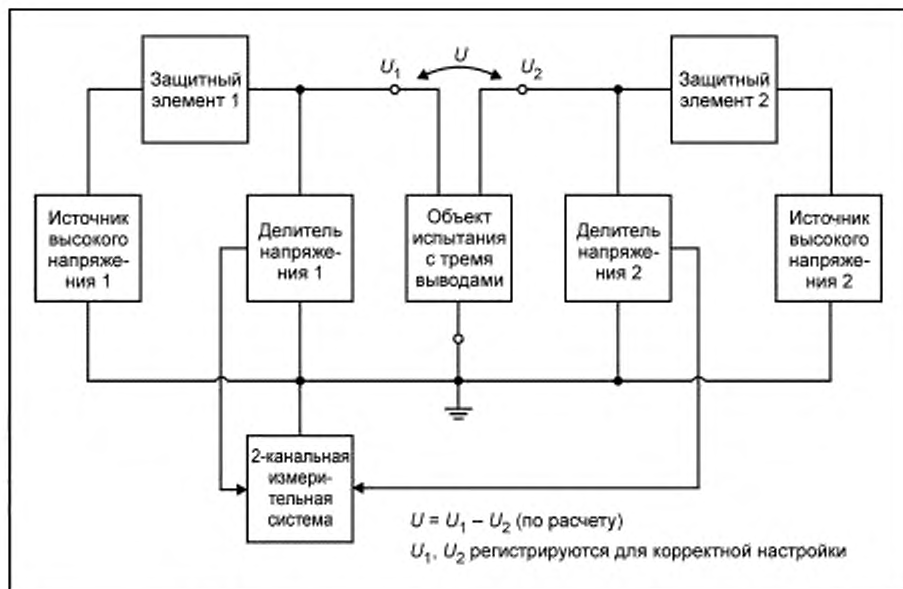 Защитный
элемент 1
U1
U
U2
Защитный
элемент 2
Источник
высокого
напряже-
ния 1
Делитель
напряже-
ния 1
Объект
испытания
с тремя
выводами
Делитель
напряже-
ния 2
Источник
высокого
напряже-
ния 2
2-канальная
измери-
тельная
система
U = U1 – U2 (по расчету)
U1, U2 регистрируются для корректной настройки